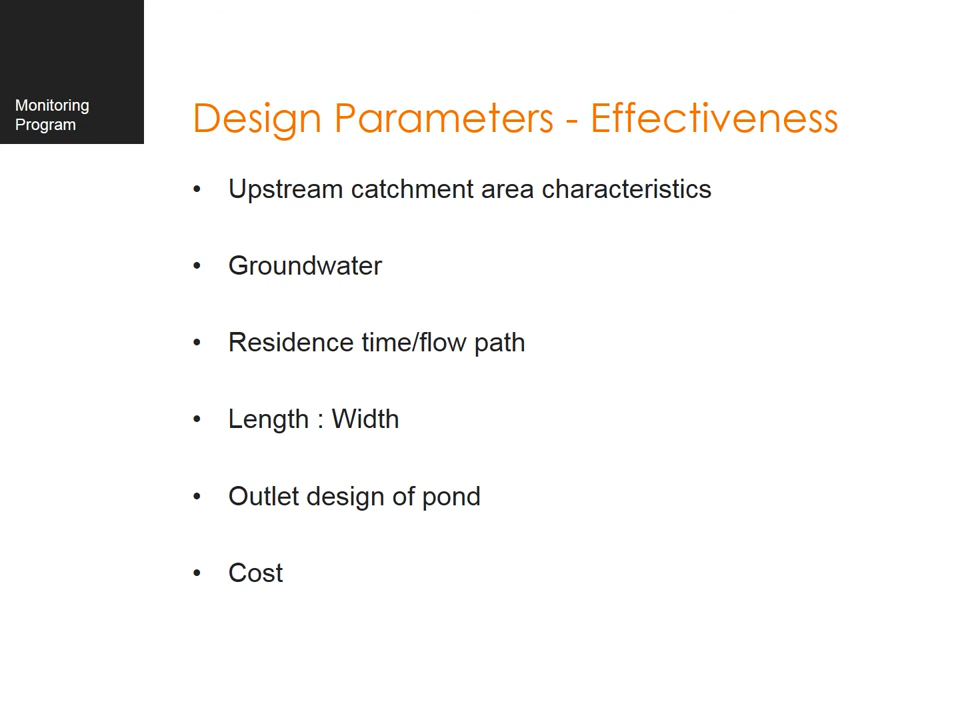 Monitoring
Program
Design Parameters - Effectiveness
• Upstream catchment area characteristics
• Groundwater
• Residence time/flow path
• Length : Width
• Outlet design of pond
• Cost